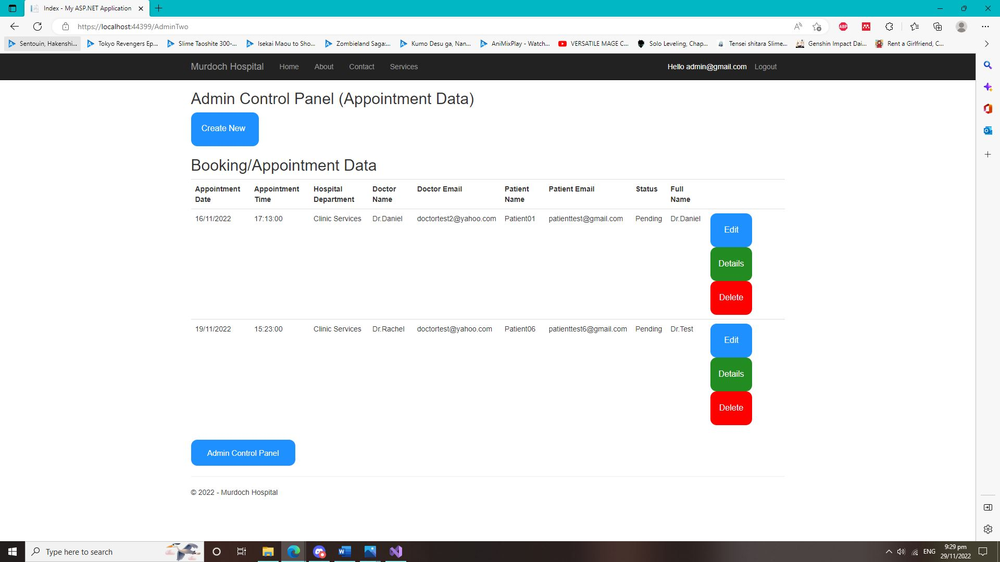 Index - My ASP.NET Application
https://localhost:44399/AdminTwo
ABP
Sentouin, Hakenshi... Tokyo Revengers Ep... Slime Taoshite 300-... Isekai Maou to Sho... Zombieland Saga:... Kumo Desu ga, Nan... AniMixPlay - Watch... VERSATILE MAGE C... Solo Leveling, Chap... Tensei shitara Slime... Genshin Impact Dai... Rent a Girlfriend, C...
Murdoch Hospital Home About Contact Services Hello admin@gmail.com Logout
Admin Control Panel (Appointment Data)
Create New
Booking/Appointment Data
Appointment Date Appointment Time Hospital Department Doctor Name Doctor Email Patient Name Patient Email Status Full Name
16/11/2022 17:13:00 Clinic Services Dr.Daniel doctortest2@yahoo.com Patient01 patienttest@gmail.com Pending Dr.Daniel
Edit
Details
Delete
19/11/2022 15:23:00 Clinic Services Dr.Rachel doctortest@yahoo.com Patient06 patienttest6@gmail.com Pending Dr.Test
Edit
Details
Delete
Admin Control Panel
© 2022 - Murdoch Hospital
Type here to search
ENG
9:29 pm
29/11/2022